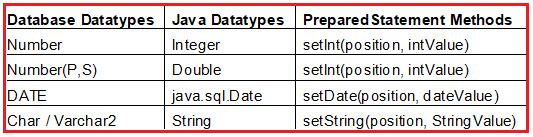 Database Datatypes Java Datatypes PreparedStatement Methods
Number Integer setInt(position, intValue)
Number(P,S) Double setInt(position, intValue)
DATE java.sql.Date setDate(position, dateValue)
Char / Varchar2 String setString(position, StringValue)